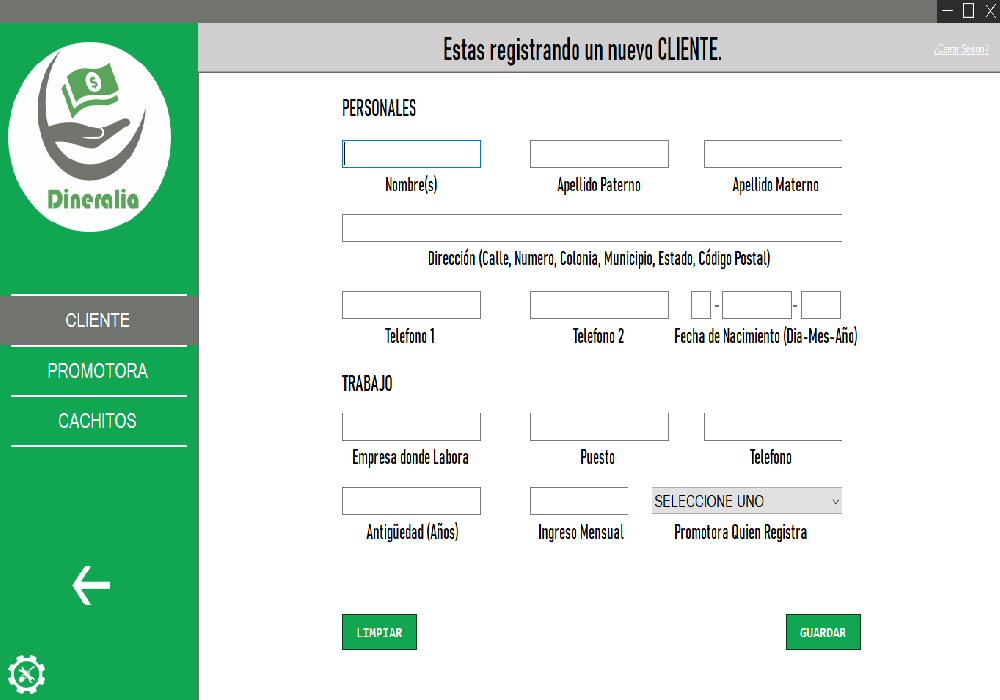 Estas registrando un nuevo CLIENTE.
¿Cerrar Sesion?
$
Dineralia
CLIENTE
PROMOTORA
CACHITOS
PERSONALES
Nombre(s) Apellido Paterno Apellido Materno
Dirección (Calle, Numero, Colonia, Municipio, Estado, Código Postal)
- -
Telefono 1 Telefono 2 Fecha de Nacimiento (Dia-Mes-Año)
TRABAJO
Empresa donde Labora Puesto Telefono
SELECCIONE UNO
Antigüedad (Años) Ingreso Mensual Promotora Quien Registra
LIMPIAR GUARDAR